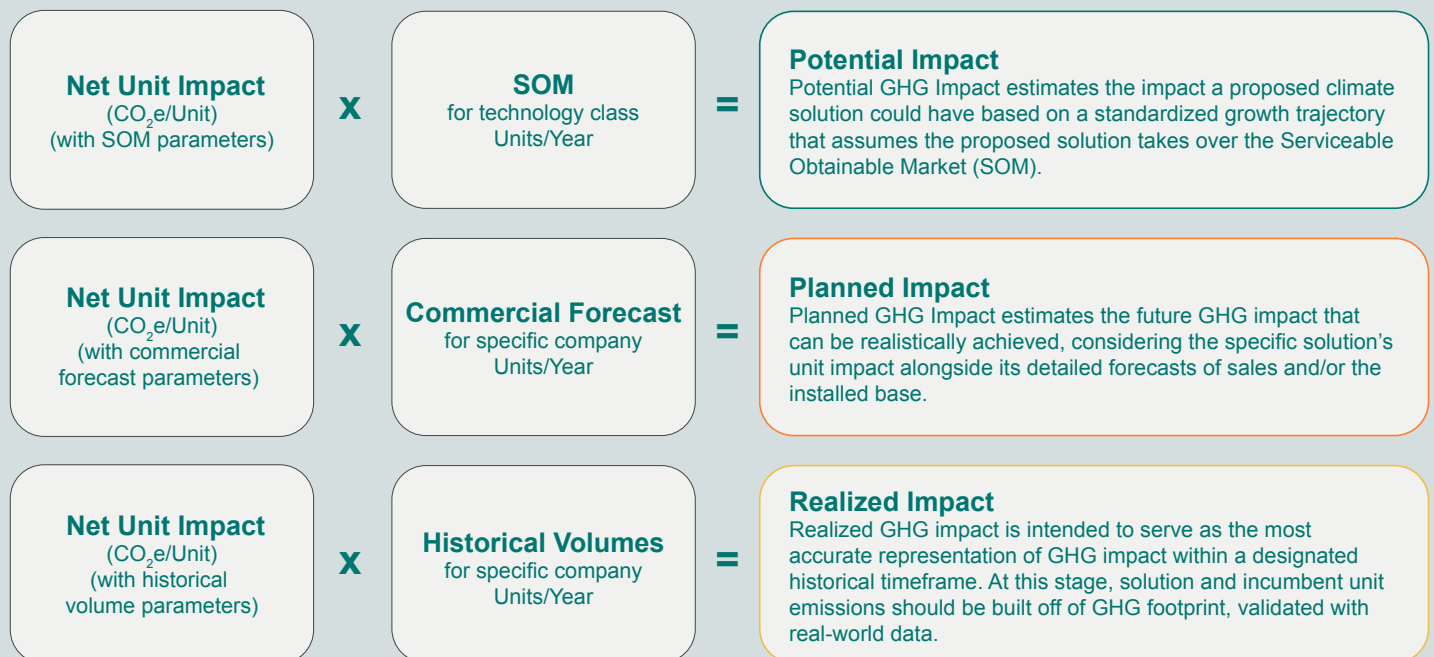 Net Unit Impact
(CO₂e/Unit)
(with SOM parameters)
x
SOM
for technology class
Units/Year
=
Potential Impact
Potential GHG Impact estimates the impact a proposed climate
solution could have based on a standardized growth trajectory
that assumes the proposed solution takes over the Serviceable
Obtainable Market (SOM).
Net Unit Impact
(CO₂e/Unit)
(with commercial
forecast parameters)
x
Commercial Forecast
for specific company
Units/Year
=
Planned Impact
Planned GHG Impact estimates the future GHG impact that
can be realistically achieved, considering the specific solution's
unit impact alongside its detailed forecasts of sales and/or the
installed base.
Net Unit Impact
(CO₂e/Unit)
(with historical
volume parameters)
x
Historical Volumes
for specific company
Units/Year
=
Realized Impact
Realized GHG impact is intended to serve as the most
accurate representation of GHG impact within a designated
historical timeframe. At this stage, solution and incumbent unit
emissions should be built off of GHG footprint, validated with
real-world data.